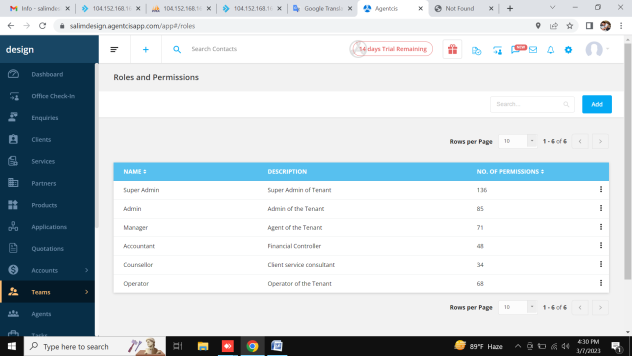 Info - salimdes
104.152.168.1
104.152.168.1
104.152.168.1
Google Transla
Agentcis
Not Found
salimdesign.agentcisapp.com/app#/roles
design
Search Contacts
14 days Trial Remaining
NEW
Dashboard
Office Check-In
Enquiries
Clients
Services
Partners
Products
Applications
Quotations
Accounts
Teams
Agents
Tasks
Roles and Permissions
Search...
Add
Rows per Page 10 1 - 6 of 6
NAME DESCRIPTION NO. OF PERMISSIONS
Super Admin Super Admin of Tenant 136
Admin Admin of the Tenant 85
Manager Agent of the Tenant 71
Accountant Financial Controller 48
Counsellor Client service consultant 34
Operator Operator of the Tenant 68
Rows per Page 10 1 - 6 of 6
Type here to search
89°F Haze
4:30 PM
3/7/2023